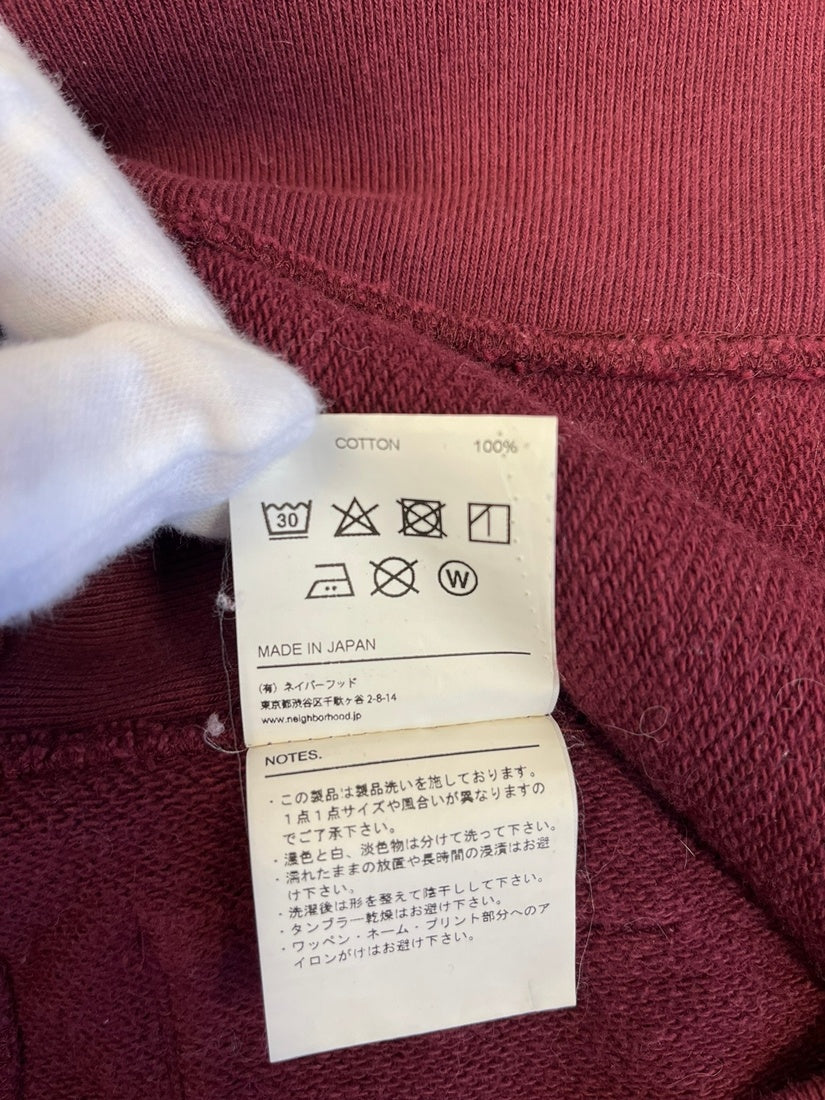 COTTON 100%
30
W
MADE IN JAPAN
(有) ネイバーフッド
東京都渋谷区千駄ヶ谷 2-8-14
www.neighborhood.jp
NOTES.
・この製品は製品洗いを施しております。
１点１点サイズや風合いが異なりますの
でご了承下さい。
・濃色と白、淡色物は分けて洗って下さい。
・濡れたままの放置や長時間の浸漬はお避
け下さい。
・洗濯後は形を整えて陰干しして下さい。
・タンブラー乾燥はお避け下さい。
・ワッペン・ネーム・プリント部分へのア
イロンがけはお避け下さい。